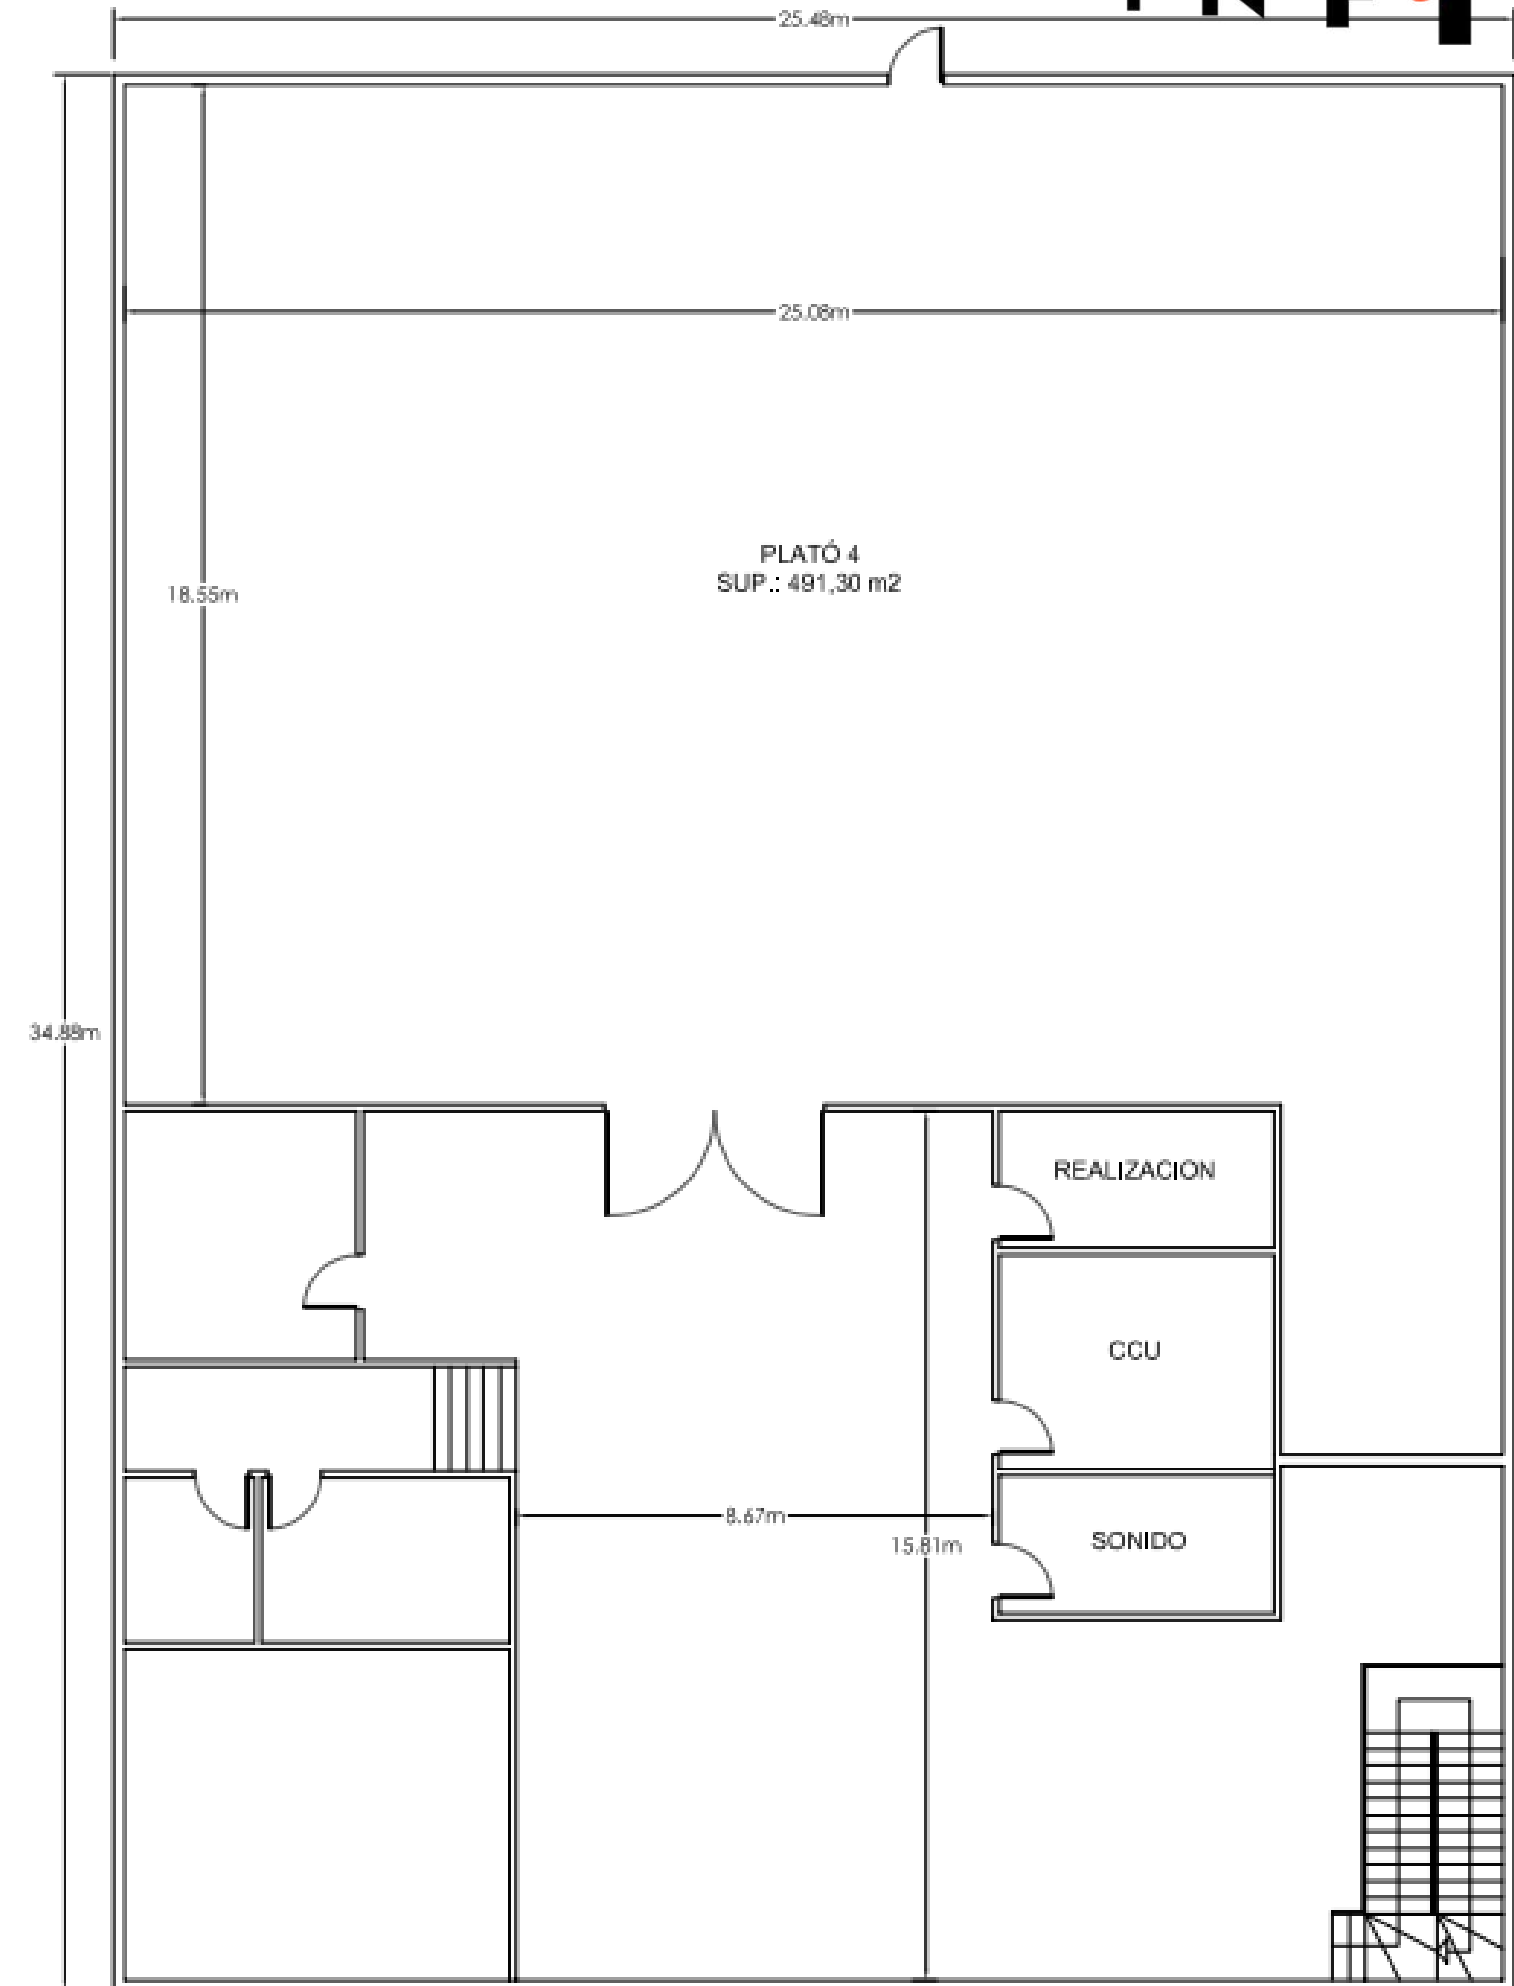 25.48m
25.08m
PLATÓ 4
SUP.: 491,30 m2
18.55m
34.88m
REALIZACION
CCU
8.67m
15.81m
SONIDO